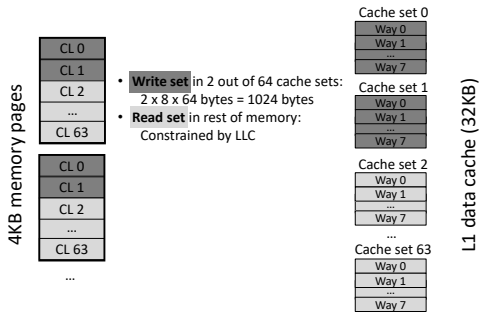 4KB memory pages
CL 0
CL 1
CL 2
...
CL 63
CL 0
CL 1
CL 2
...
CL 63
...
• Write set in 2 out of 64 cache sets:
2 x 8 x 64 bytes = 1024 bytes
• Read set in rest of memory:
Constrained by LLC
Cache set 0
Way 0
Way 1
...
Way 7
Cache set 1
Way 0
Way 1
...
Way 7
Cache set 2
Way 0
Way 1
...
Way 7
...
Cache set 63
Way 0
Way 1
...
Way 7
L1 data cache (32KB)